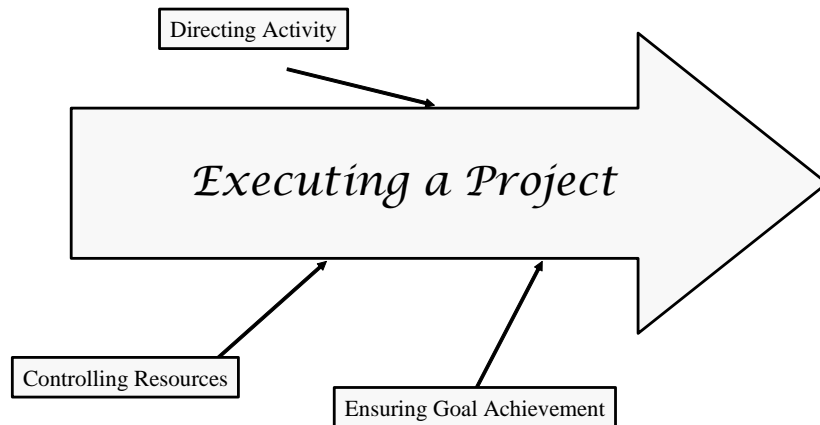 Directing Activity
Executing a Project
Controlling Resources
Ensuring Goal Achievement